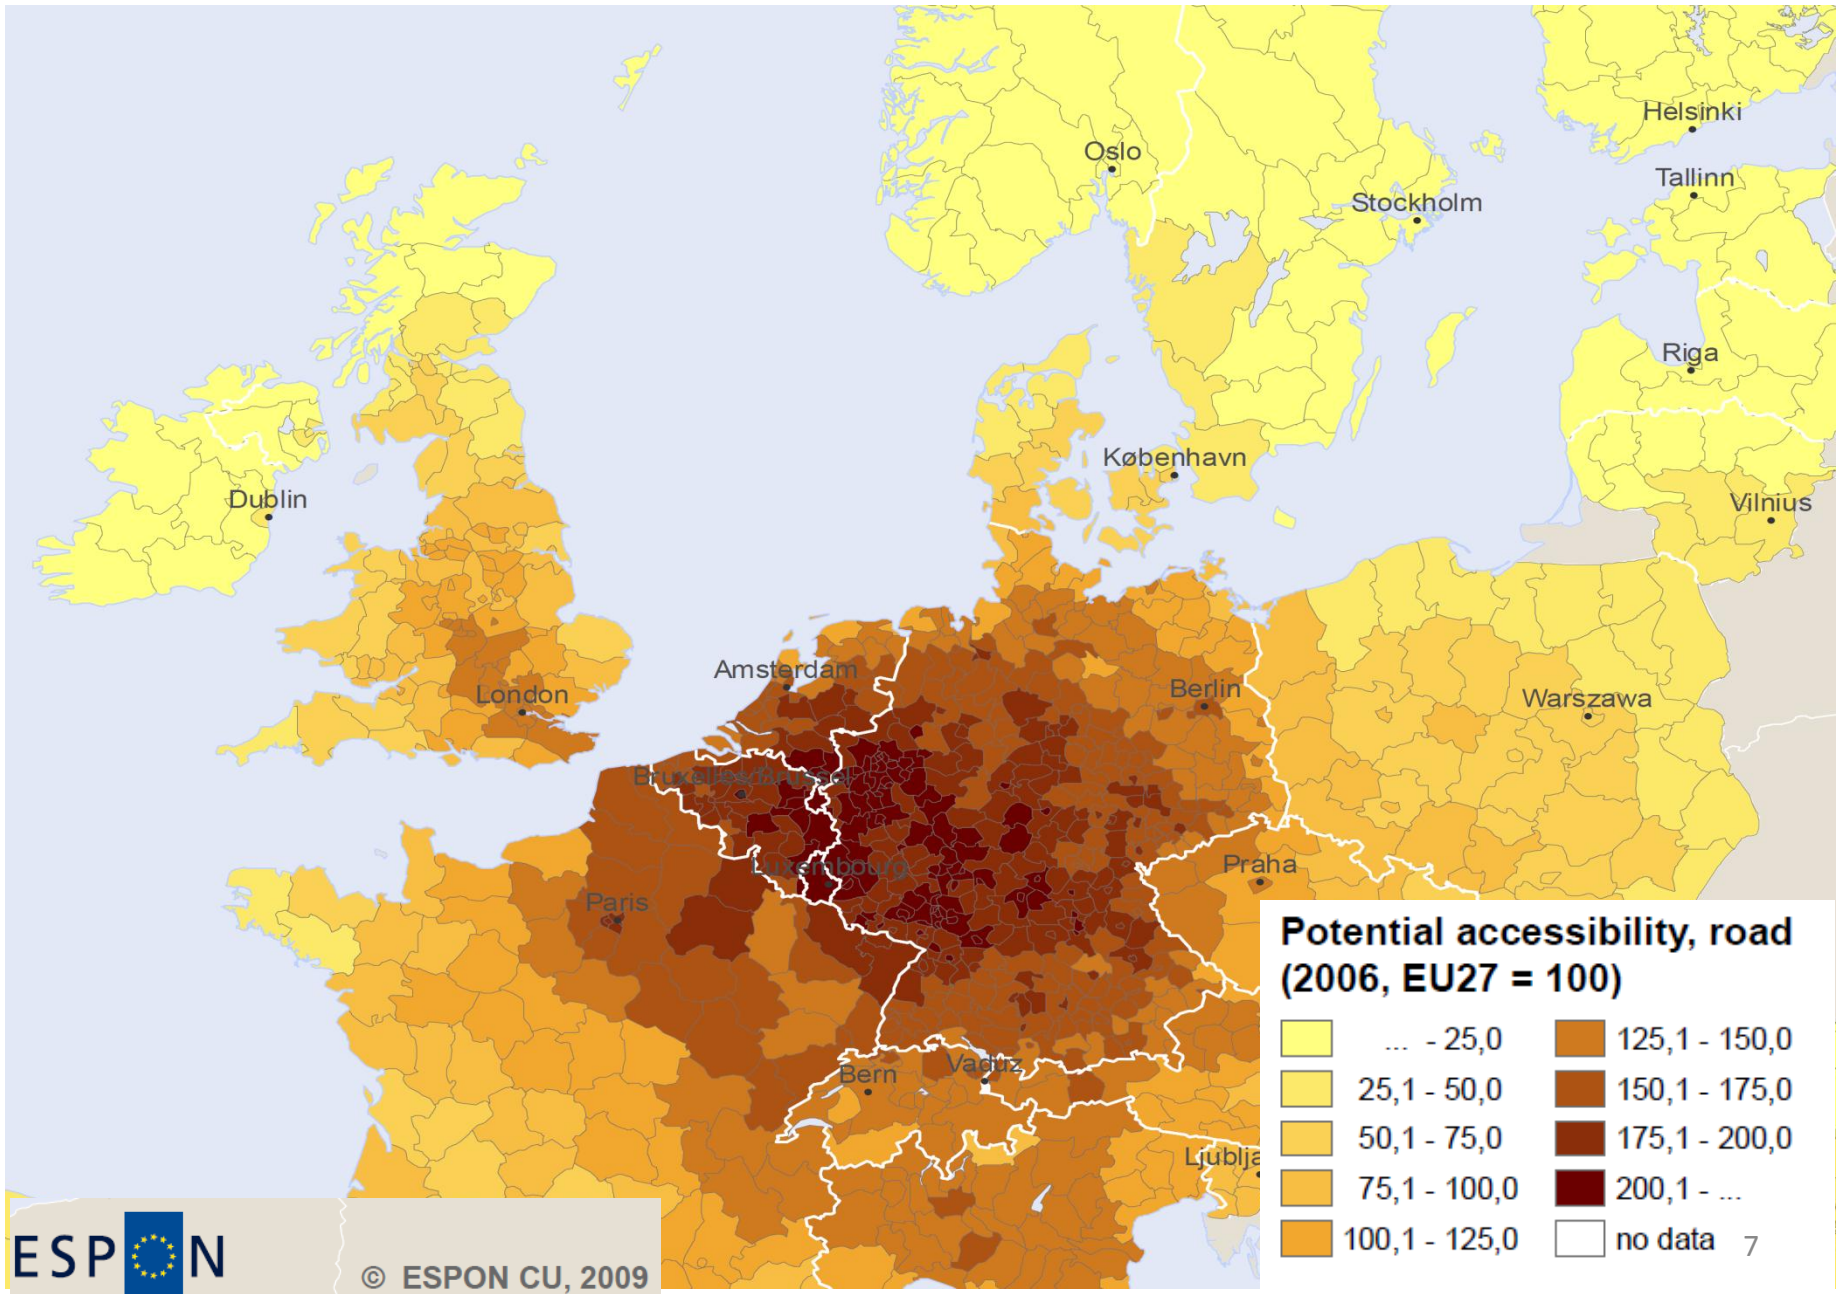 Helsinki
Oslo
Tallinn
Stockholm
Riga
København
Dublin
Vilnius
Amsterdam
London
Berlin
Warszawa
Bruxelles/Brussel
Luxembourg
Praha
Paris
Bern
Vaduz
Ljublja
Potential accessibility, road
(2006, EU27 = 100)
... - 25,0
25,1 - 50,0
50,1 - 75,0
75,1 - 100,0
100,1 - 125,0
125,1 - 150,0
150,1 - 175,0
175,1 - 200,0
200,1 - ...
no data
7
ESPON
© ESPON CU, 2009